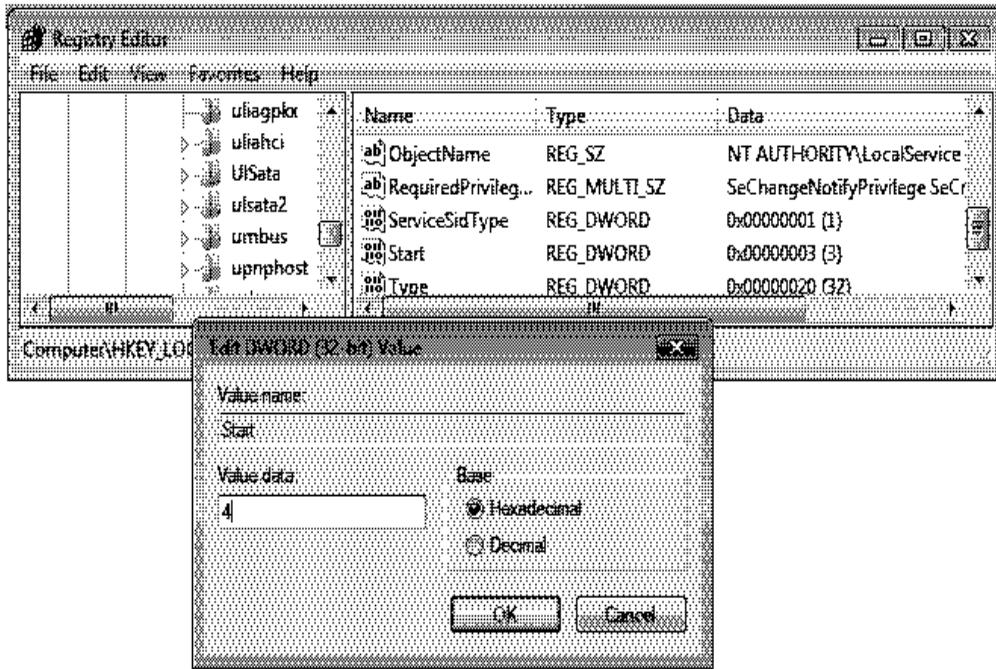 Registry Editor
File Edit View Favorites Help
uliagpkx
uliahci
UlSata
ulsata2
umbus
upnphost
Name Type Data
ObjectName REG_SZ NT AUTHORITY\LocalService
RequiredPrivileg... REG_MULTI_SZ SeChangeNotifyPrivilege SeCr
ServiceSidType REG_DWORD 0x00000001 (1)
Start REG_DWORD 0x00000003 (3)
Type REG_DWORD 0x00000020 (32)
Computer\HKEY_LOC
Edit DWORD (32-bit) Value
Value name:
Start
Value data:
4
Base
Hexadecimal
Decimal
OK Cancel